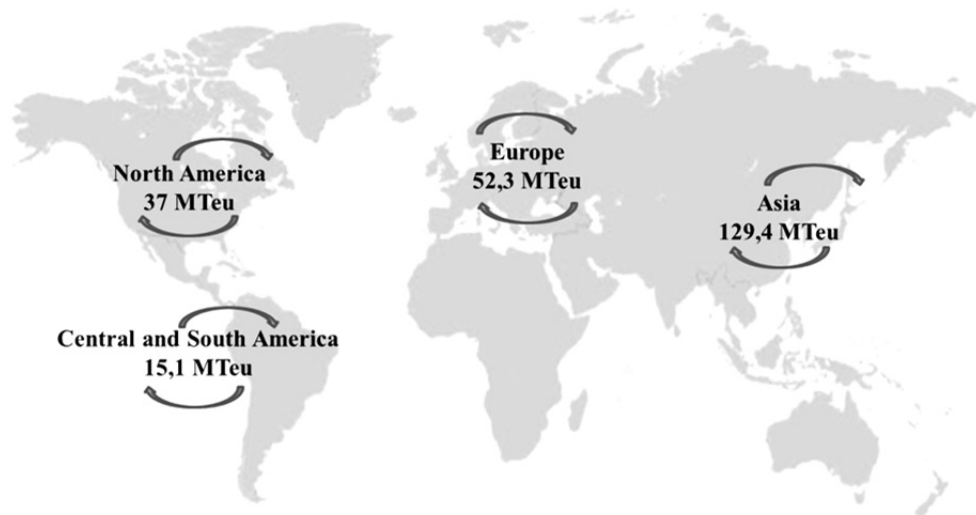 North America
37 MTeu
Europe
52,3 MTeu
Asia
129,4 MTeu
Central and South America
15,1 MTeu